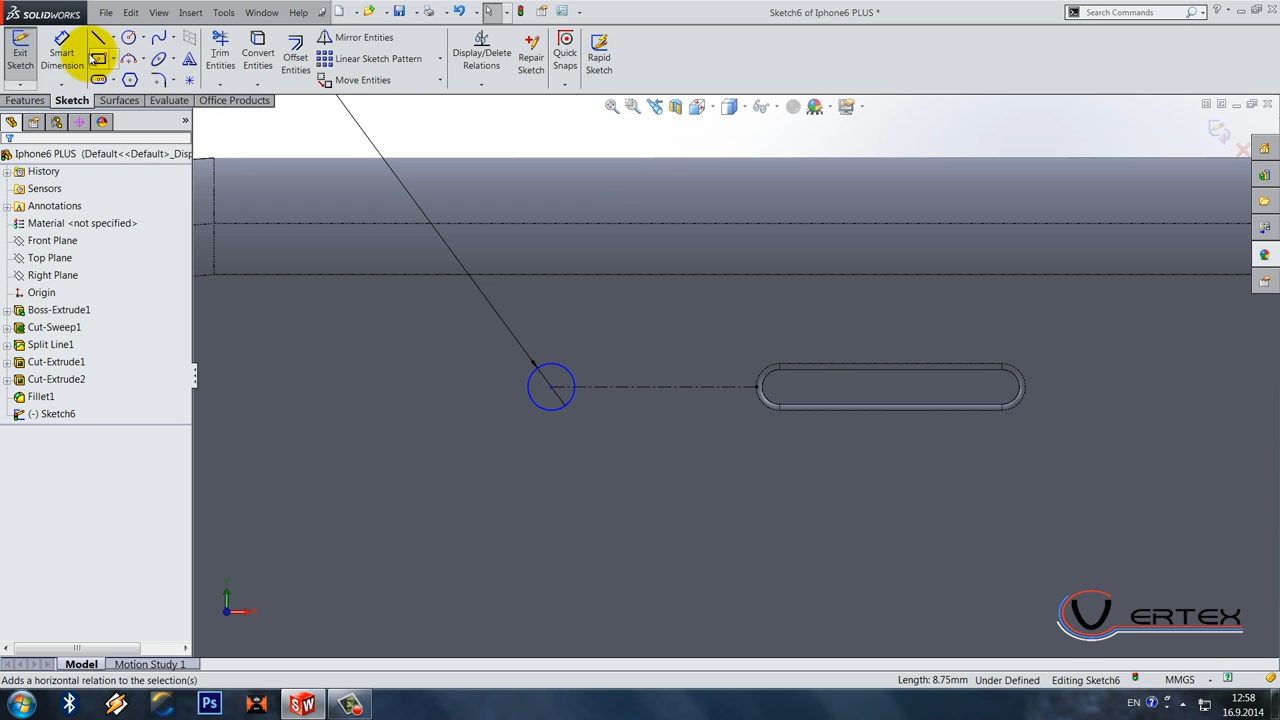 SOLIDWORKS
File
Edit
View
Insert
Tools
Window
Help
Sketch6 of Iphone6 PLUS *
Search Commands
Exit Sketch
Smart Dimension
Trim Entities
Convert Entities
Offset Entities
Mirror Entities
Linear Sketch Pattern
Move Entities
Display/Delete Relations
Repair Sketch
Quick Snaps
Rapid Sketch
Features
Sketch
Surfaces
Evaluate
Office Products
Iphone6 PLUS (Default<<Default>_Disp
History
Sensors
Annotations
Material <not specified>
Front Plane
Top Plane
Right Plane
Origin
Boss-Extrude1
Cut-Sweep1
Split Line1
Cut-Extrude1
Cut-Extrude2
Fillet1
(-) Sketch6
VERTEX
Model
Motion Study 1
Adds a horizontal relation to the selection(s)
Length: 8.75mm
Under Defined
Editing Sketch6
MMGS
Ps
SW
EN
12:58
16.9.2014